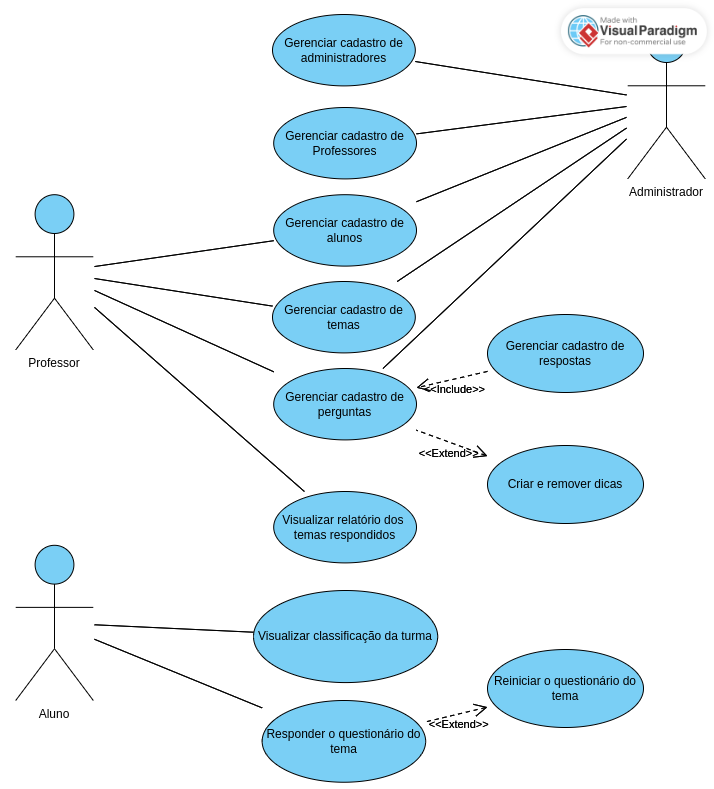 Made with
VisualParadigm
For non-commercial use
Gerenciar cadastro de
administradores
Gerenciar cadastro de
Professores
Administrador
Gerenciar cadastro de
alunos
Gerenciar cadastro de
temas
Professor
Gerenciar cadastro de
respostas
Gerenciar cadastro de
perguntas
<<Include>>
<<Extend>>
Criar e remover dicas
Visualizar relatório dos
temas respondidos
Visualizar classificação da turma
Aluno
Reiniciar o questionário do
tema
<<Extend>>
Responder o questionário do
tema